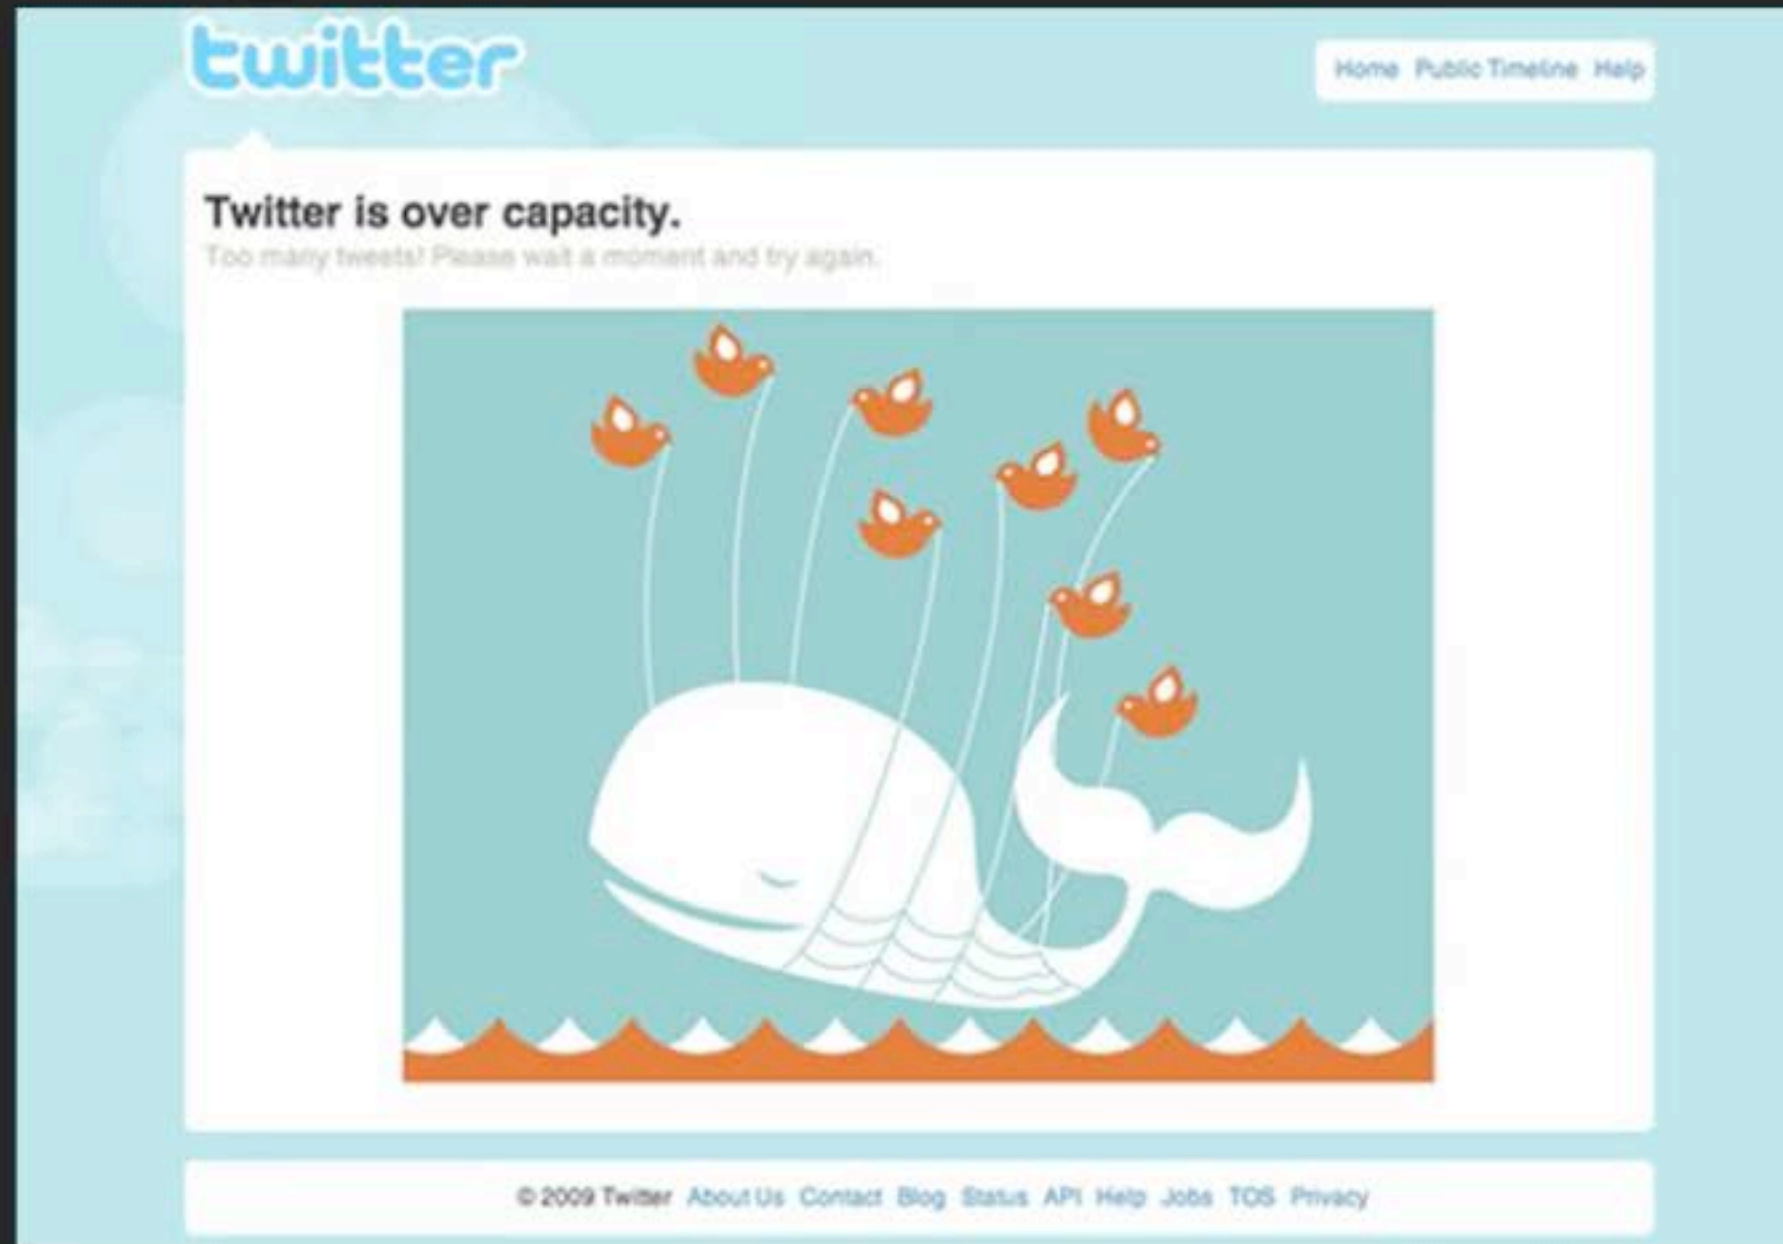 twitter
Home Public Timeline Help
Twitter is over capacity.
Too many tweets! Please wait a moment and try again.
© 2009 Twitter About Us Contact Blog Status API Help Jobs TOS Privacy